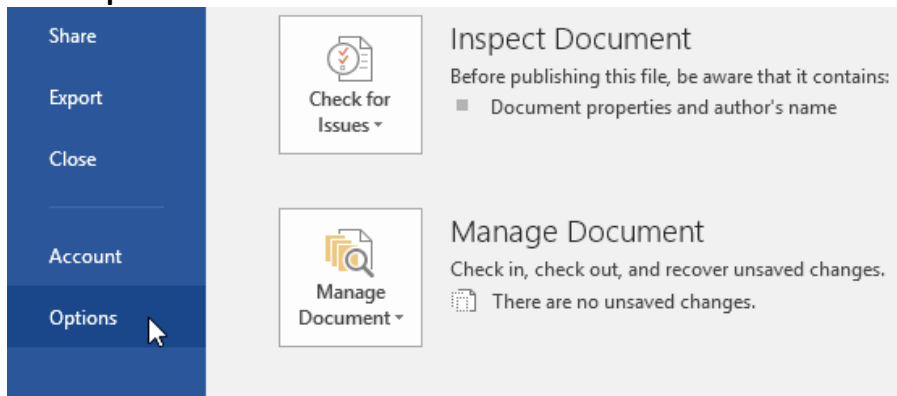 Share
Export
Close
Account
Options
Check for
Issues
Inspect Document
Before publishing this file, be aware that it contains:
Document properties and author's name
Manage
Document
Manage Document
Check in, check out, and recover unsaved changes.
There are no unsaved changes.